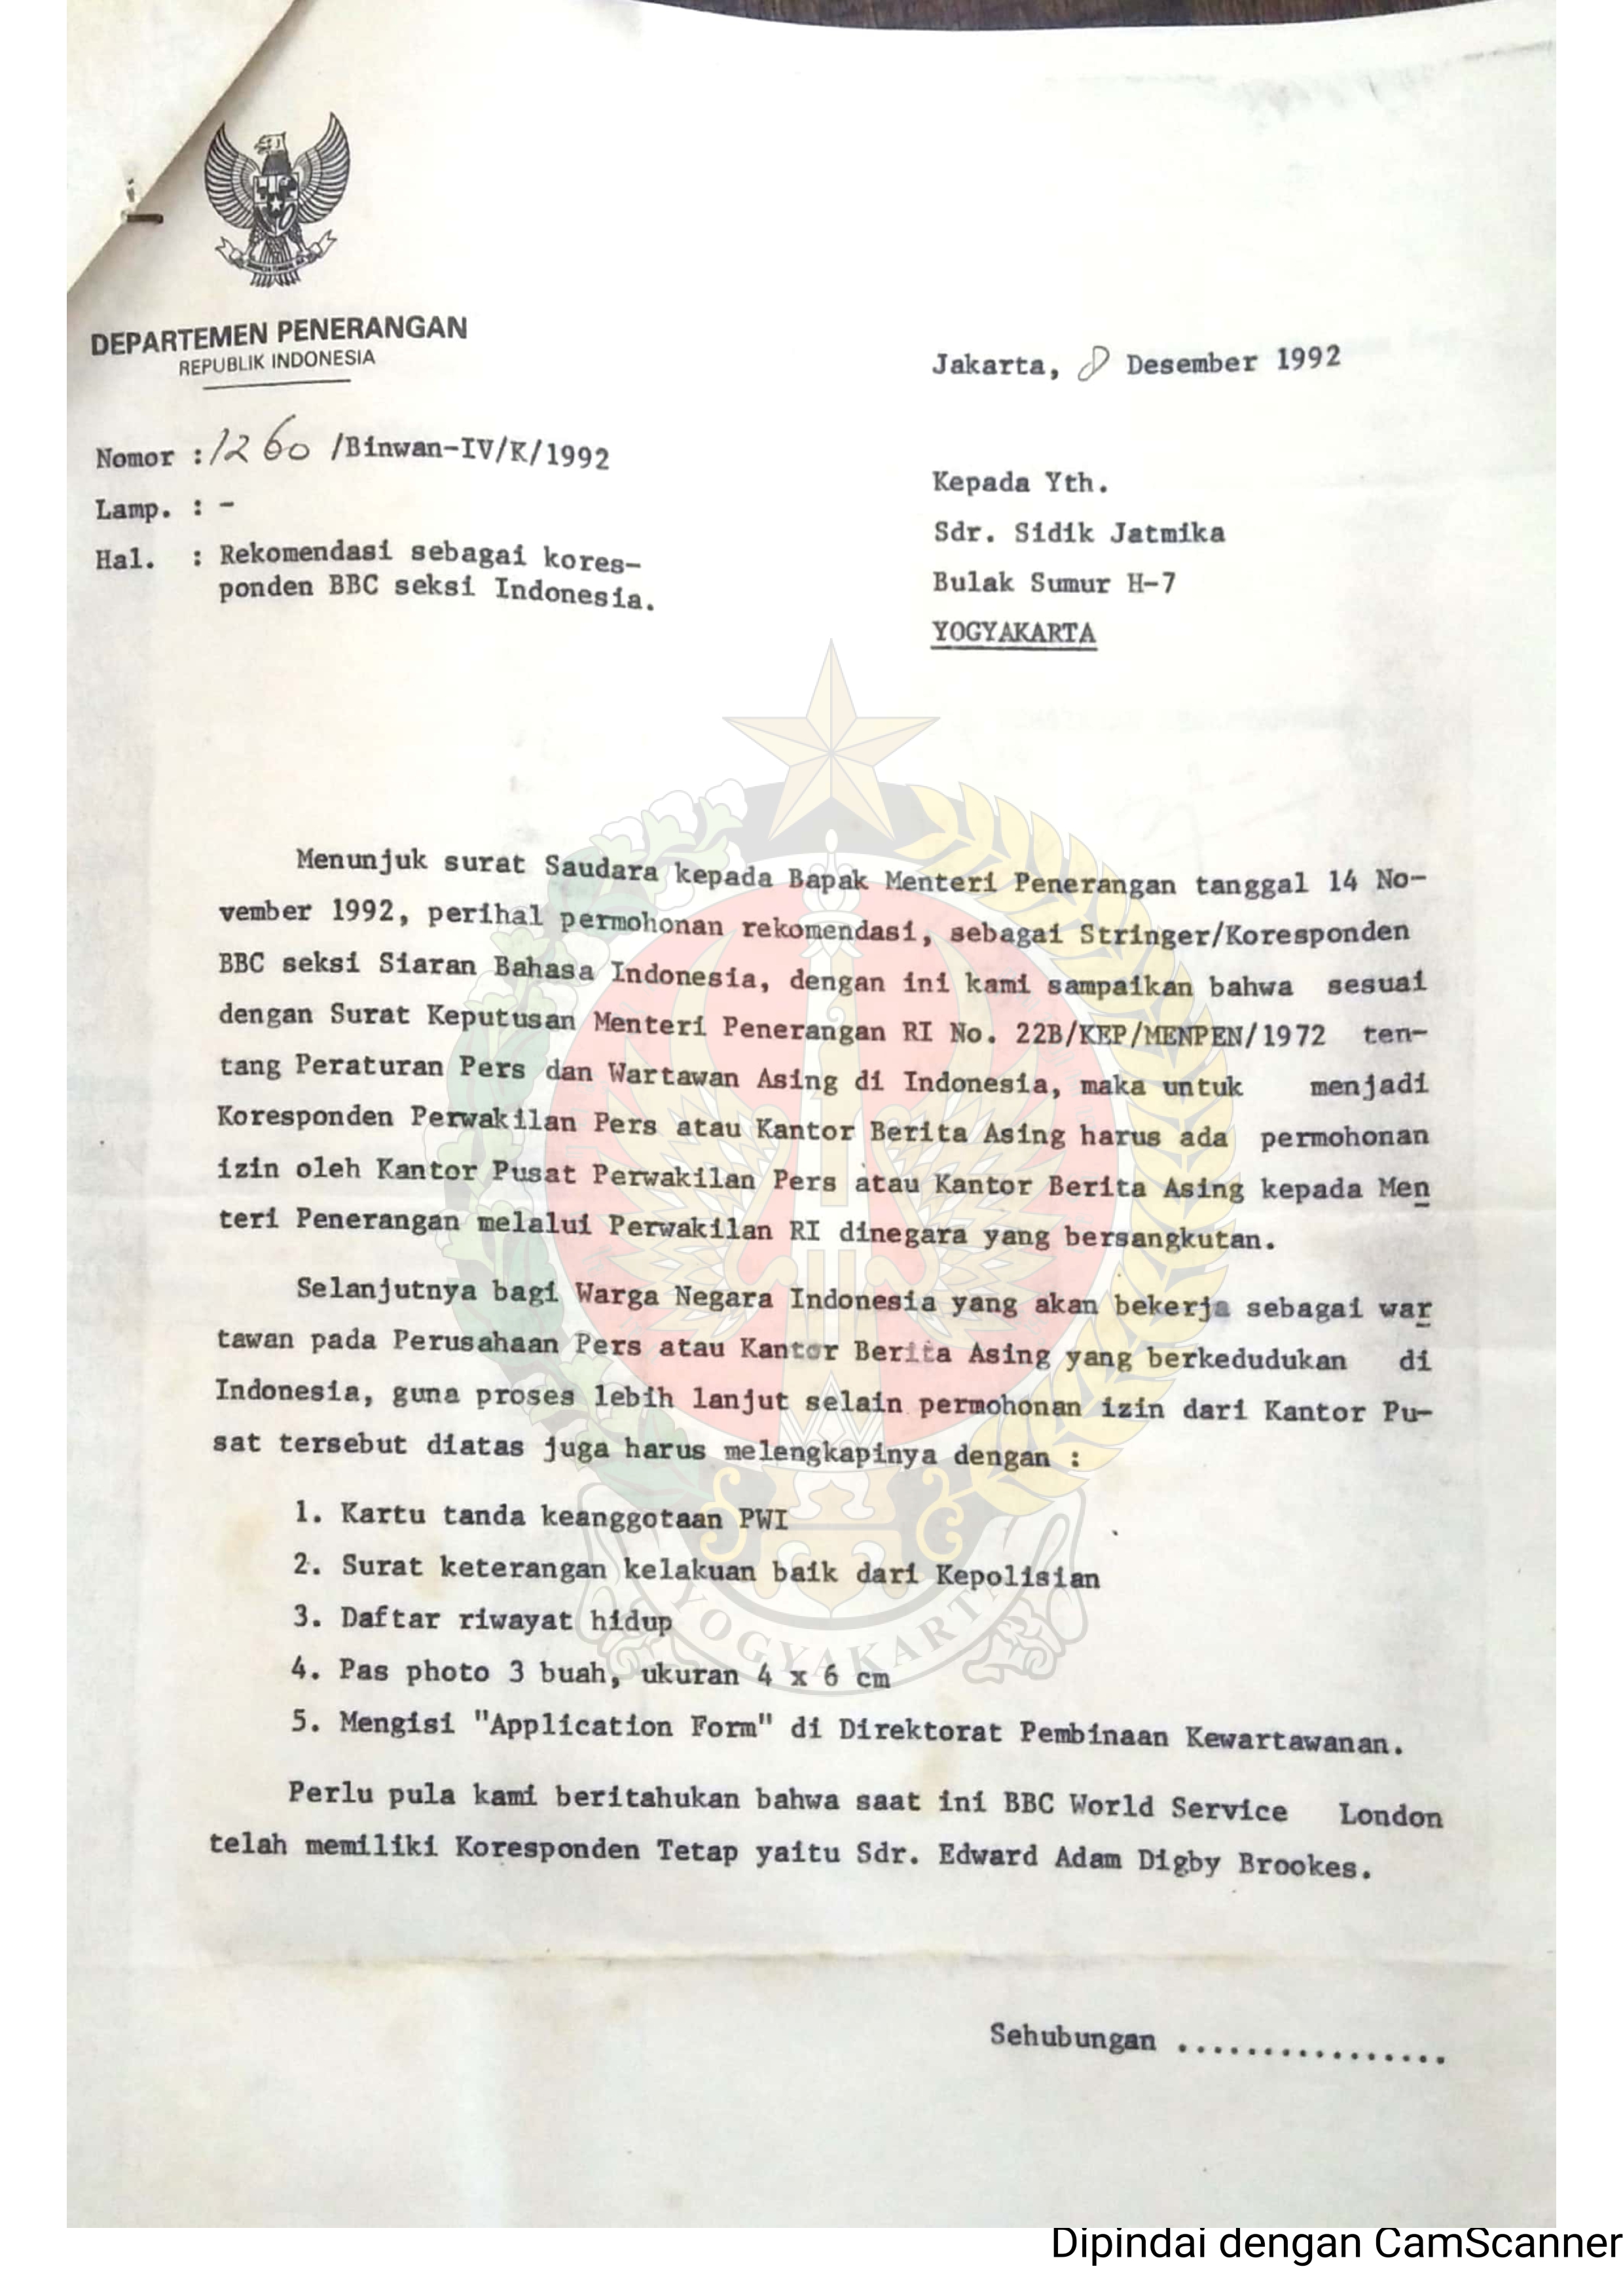 DEPARTEMEN PENERANGAN
REPUBLIK INDONESIA
Jakarta, 8 Desember 1992
Nomor : 1260 /Binwan-IV/K/1992
Lamp. : -
Hal. : Rekomendasi sebagai kores-
ponden BBC seksi Indonesia.
Kepada Yth.
Sdr. Sidik Jatmika
Bulak Sumur H-7
YOGYAKARTA
Menunjuk surat Saudara kepada Bapak Menteri Penerangan tanggal 14 No-
vember 1992, perihal permohonan rekomendasi, sebagai Stringer/Koresponden
BBC seksi Siaran Bahasa Indonesia, dengan ini kami sampaikan bahwa sesuai
dengan Surat Keputusan Menteri Penerangan RI No. 22B/KEP/MENPEN/1972 ten-
tang Peraturan Pers dan Wartawan Asing di Indonesia, maka untuk menjadi
Koresponden Perwakilan Pers atau Kantor Berita Asing harus ada permohonan
izin oleh Kantor Pusat Perwakilan Pers atau Kantor Berita Asing kepada Men
teri Penerangan melalui Perwakilan RI dinegara yang bersangkutan.
Selanjutnya bagi Warga Negara Indonesia yang akan bekerja sebagai war
tawan pada Perusahaan Pers atau Kantor Berita Asing yang berkedudukan di
Indonesia, guna proses lebih lanjut selain permohonan izin dari Kantor Pu-
sat tersebut diatas juga harus melengkapinya dengan :
1. Kartu tanda keanggotaan PWI
2. Surat keterangan kelakuan baik dari Kepolisian
3. Daftar riwayat hidup
4. Pas photo 3 buah, ukuran 4 x 6 cm
5. Mengisi "Application Form" di Direktorat Pembinaan Kewartawanan.
Perlu pula kami beritahukan bahwa saat ini BBC World Service London
telah memiliki Koresponden Tetap yaitu Sdr. Edward Adam Digby Brookes.
Sehubungan ................
YOGYAKARTA
Dipindai dengan CamScanner